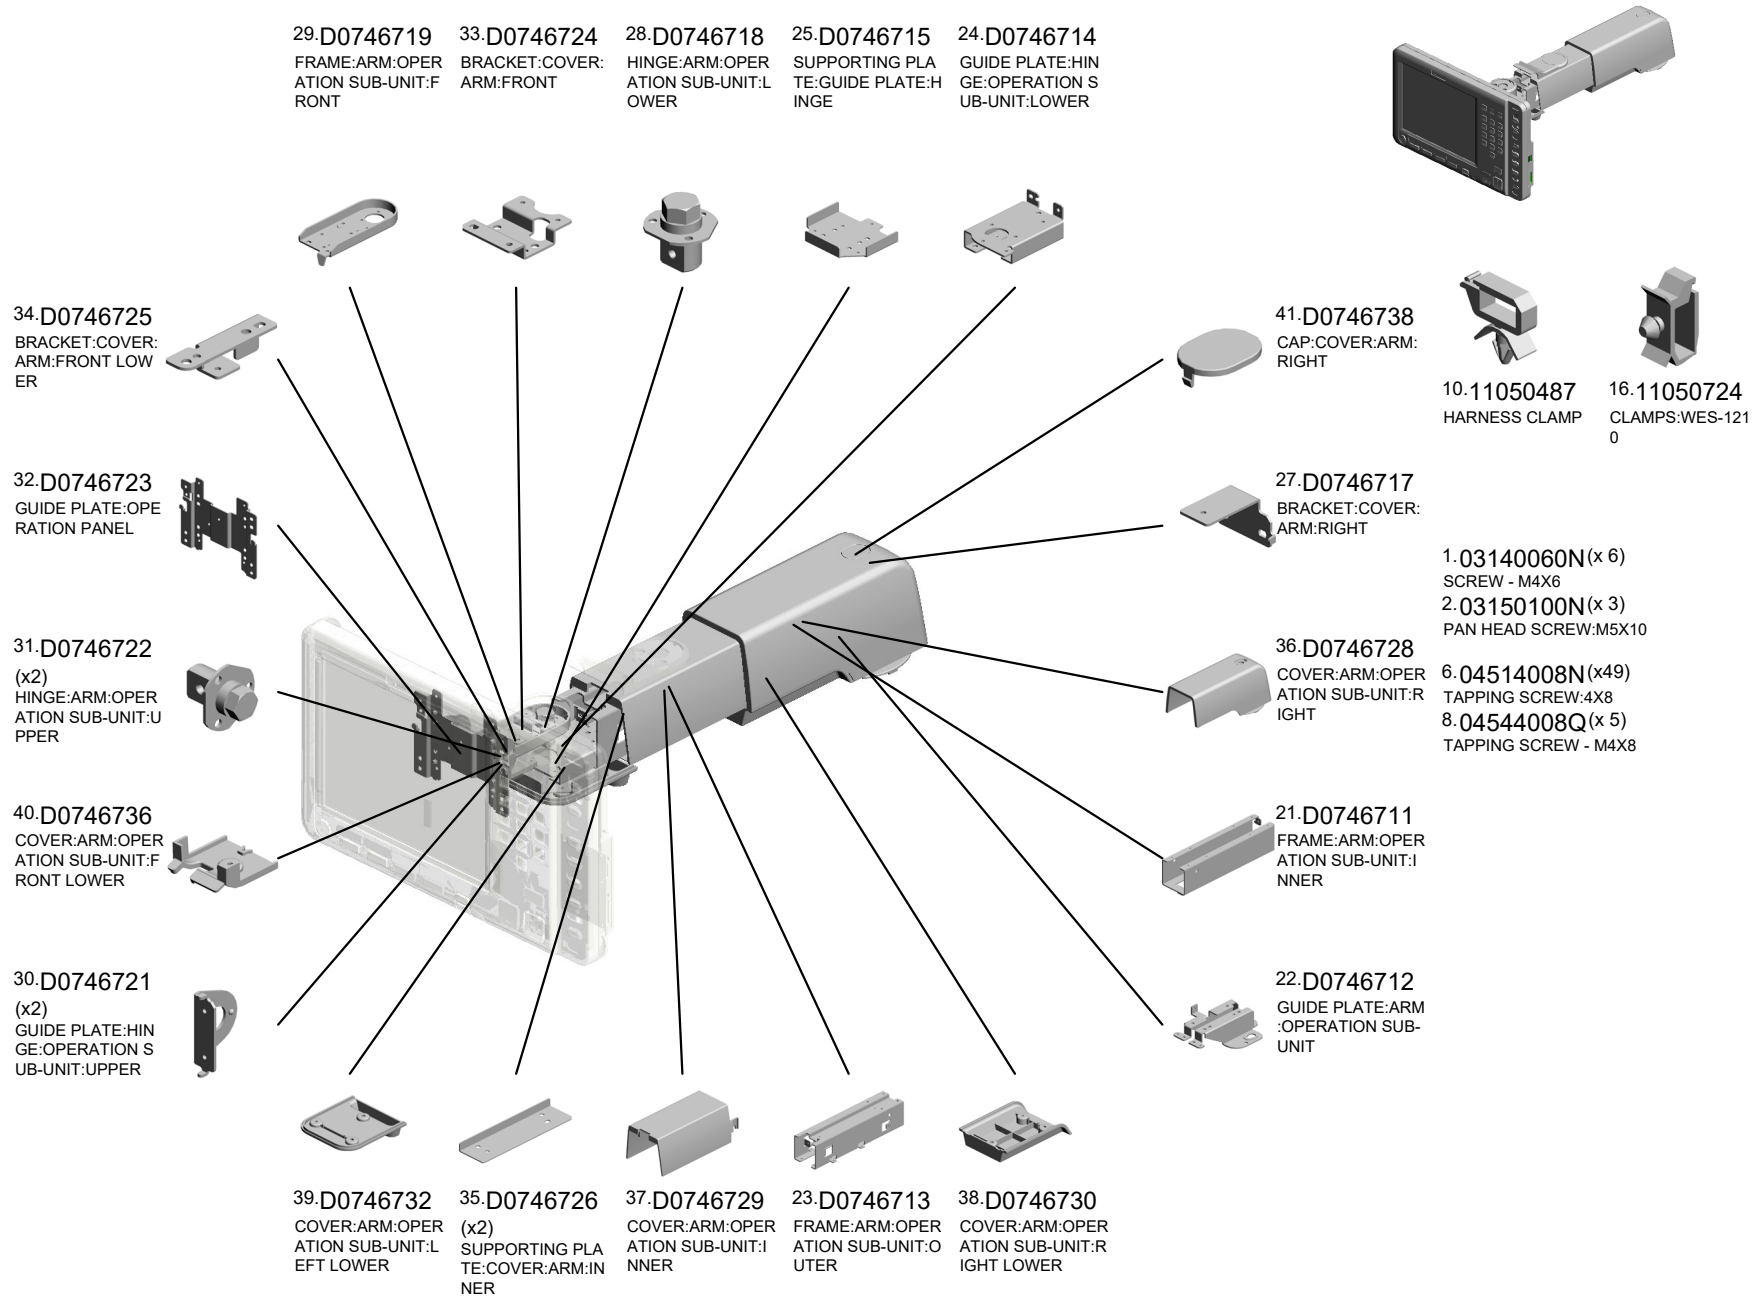 29.D0746719
FRAME:ARM:OPER
ATION SUB-UNIT:F
RONT
33.D0746724
BRACKET:COVER:
ARM:FRONT
28.D0746718
HINGE:ARM:OPER
ATION SUB-UNIT:L
OWER
25.D0746715
SUPPORTING PLA
TE:GUIDE PLATE:H
INGE
24.D0746714
GUIDE PLATE:HIN
GE:OPERATION S
UB-UNIT:LOWER
34.D0746725
BRACKET:COVER:
ARM:FRONT LOW
ER
41.D0746738
CAP:COVER:ARM:
RIGHT
10.11050487
HARNESS CLAMP
16.11050724
CLAMPS:WES-121
0
32.D0746723
GUIDE PLATE:OPE
RATION PANEL
27.D0746717
BRACKET:COVER:
ARM:RIGHT
1.03140060N(x 6)
SCREW - M4X6
2.03150100N(x 3)
PAN HEAD SCREW:M5X10
6.04514008N(x49)
TAPPING SCREW:4X8
8.04544008Q(x 5)
TAPPING SCREW - M4X8
31.D0746722
(x2)
HINGE:ARM:OPER
ATION SUB-UNIT:U
PPER
36.D0746728
COVER:ARM:OPER
ATION SUB-UNIT:R
IGHT
40.D0746736
COVER:ARM:OPER
ATION SUB-UNIT:F
RONT LOWER
21.D0746711
FRAME:ARM:OPER
ATION SUB-UNIT:I
NNER
30.D0746721
(x2)
GUIDE PLATE:HIN
GE:OPERATION S
UB-UNIT:UPPER
22.D0746712
GUIDE PLATE:ARM
:OPERATION SUB-
UNIT
39.D0746732
COVER:ARM:OPER
ATION SUB-UNIT:L
EFT LOWER
35.D0746726
(x2)
SUPPORTING PLA
TE:COVER:ARM:IN
NER
37.D0746729
COVER:ARM:OPER
ATION SUB-UNIT:I
NNER
23.D0746713
FRAME:ARM:OPER
ATION SUB-UNIT:O
UTER
38.D0746730
COVER:ARM:OPER
ATION SUB-UNIT:R
IGHT LOWER